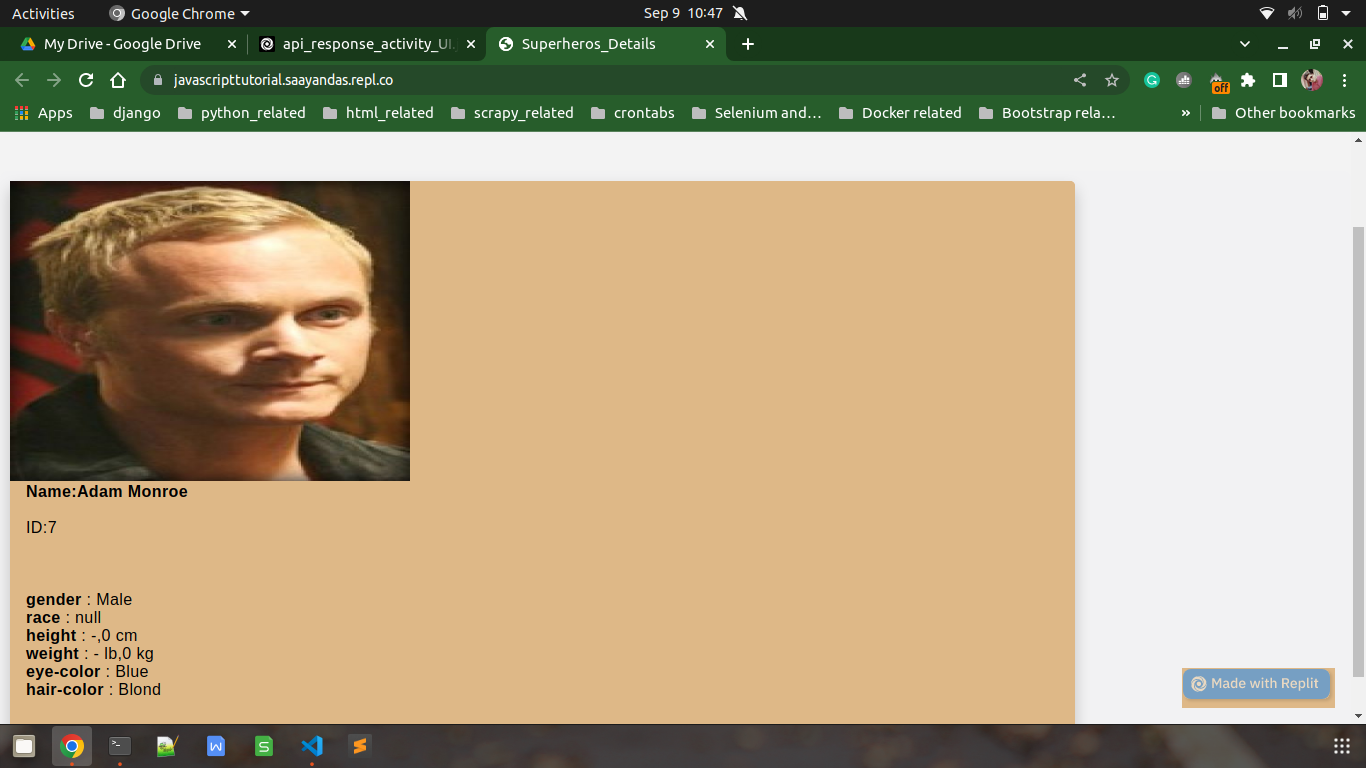 Activities
Google Chrome
Sep 9 10:47
My Drive - Google Drive
api_response_activity_UI.
Superheros_Details
javascripttutorial.saayandas.repl.co
off
Apps
django
python_related
html_related
scrapy_related
crontabs
Selenium and…
Docker related
Bootstrap rela…
»
Other bookmarks
Name:Adam Monroe
ID:7
gender : Male
race : null
height : -,0 cm
weight : - lb,0 kg
eye-color : Blue
hair-color : Blond
Made with Replit